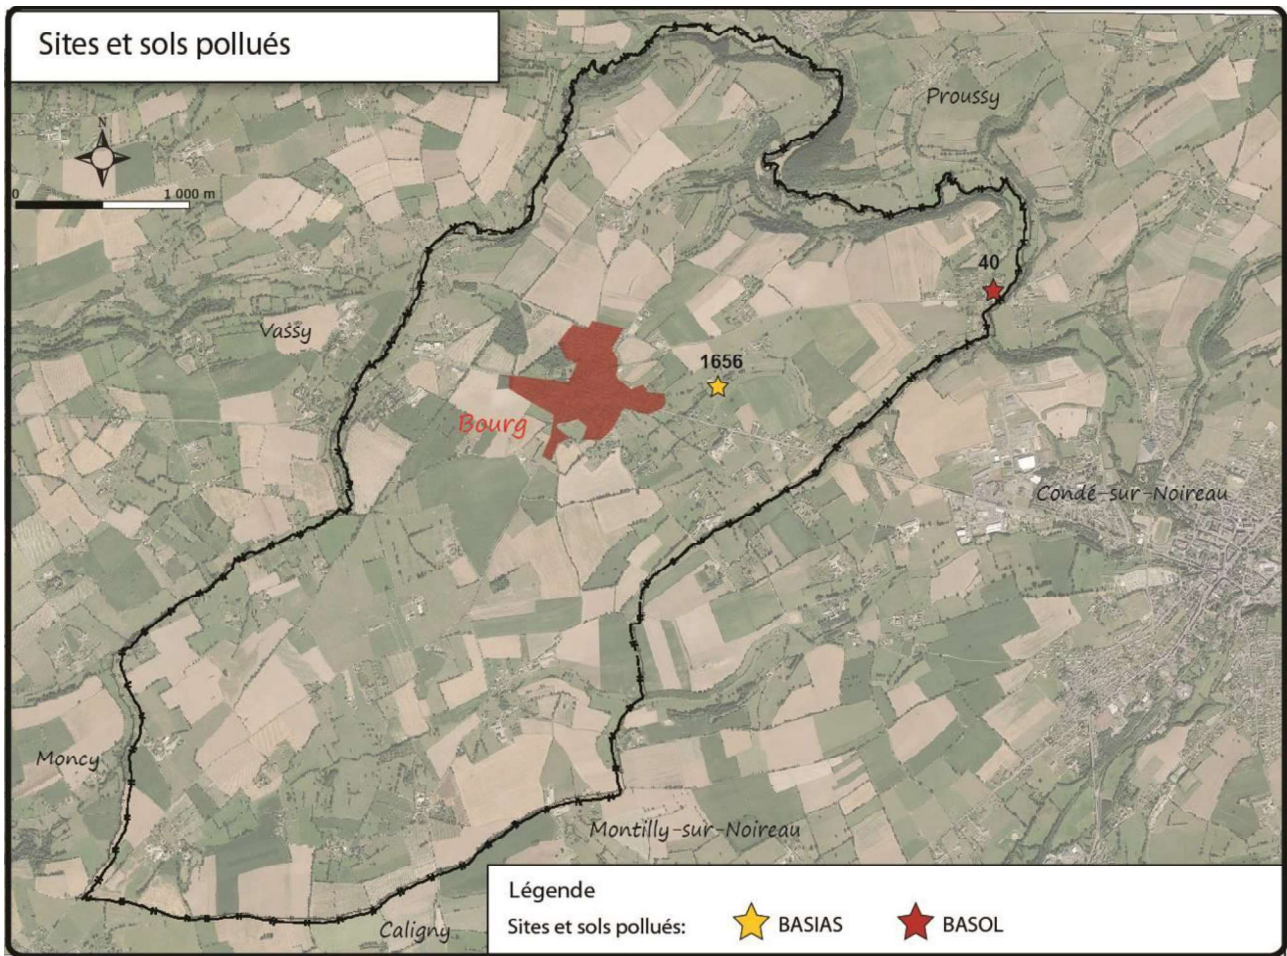 Sites et sols pollués
N
0 1 000 m
Proussy
40
Vassy
1656
Bourg
Condé-sur-Noireau
Moncy
Montilly-sur-Noireau
Caligny
Légende
Sites et sols pollués: BASIAS BASOL